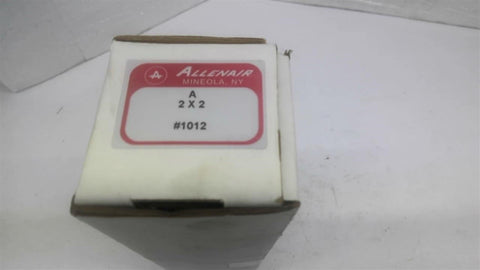 A ALLENAIR
MINEOLA, NY
A
2 X 2
#1012